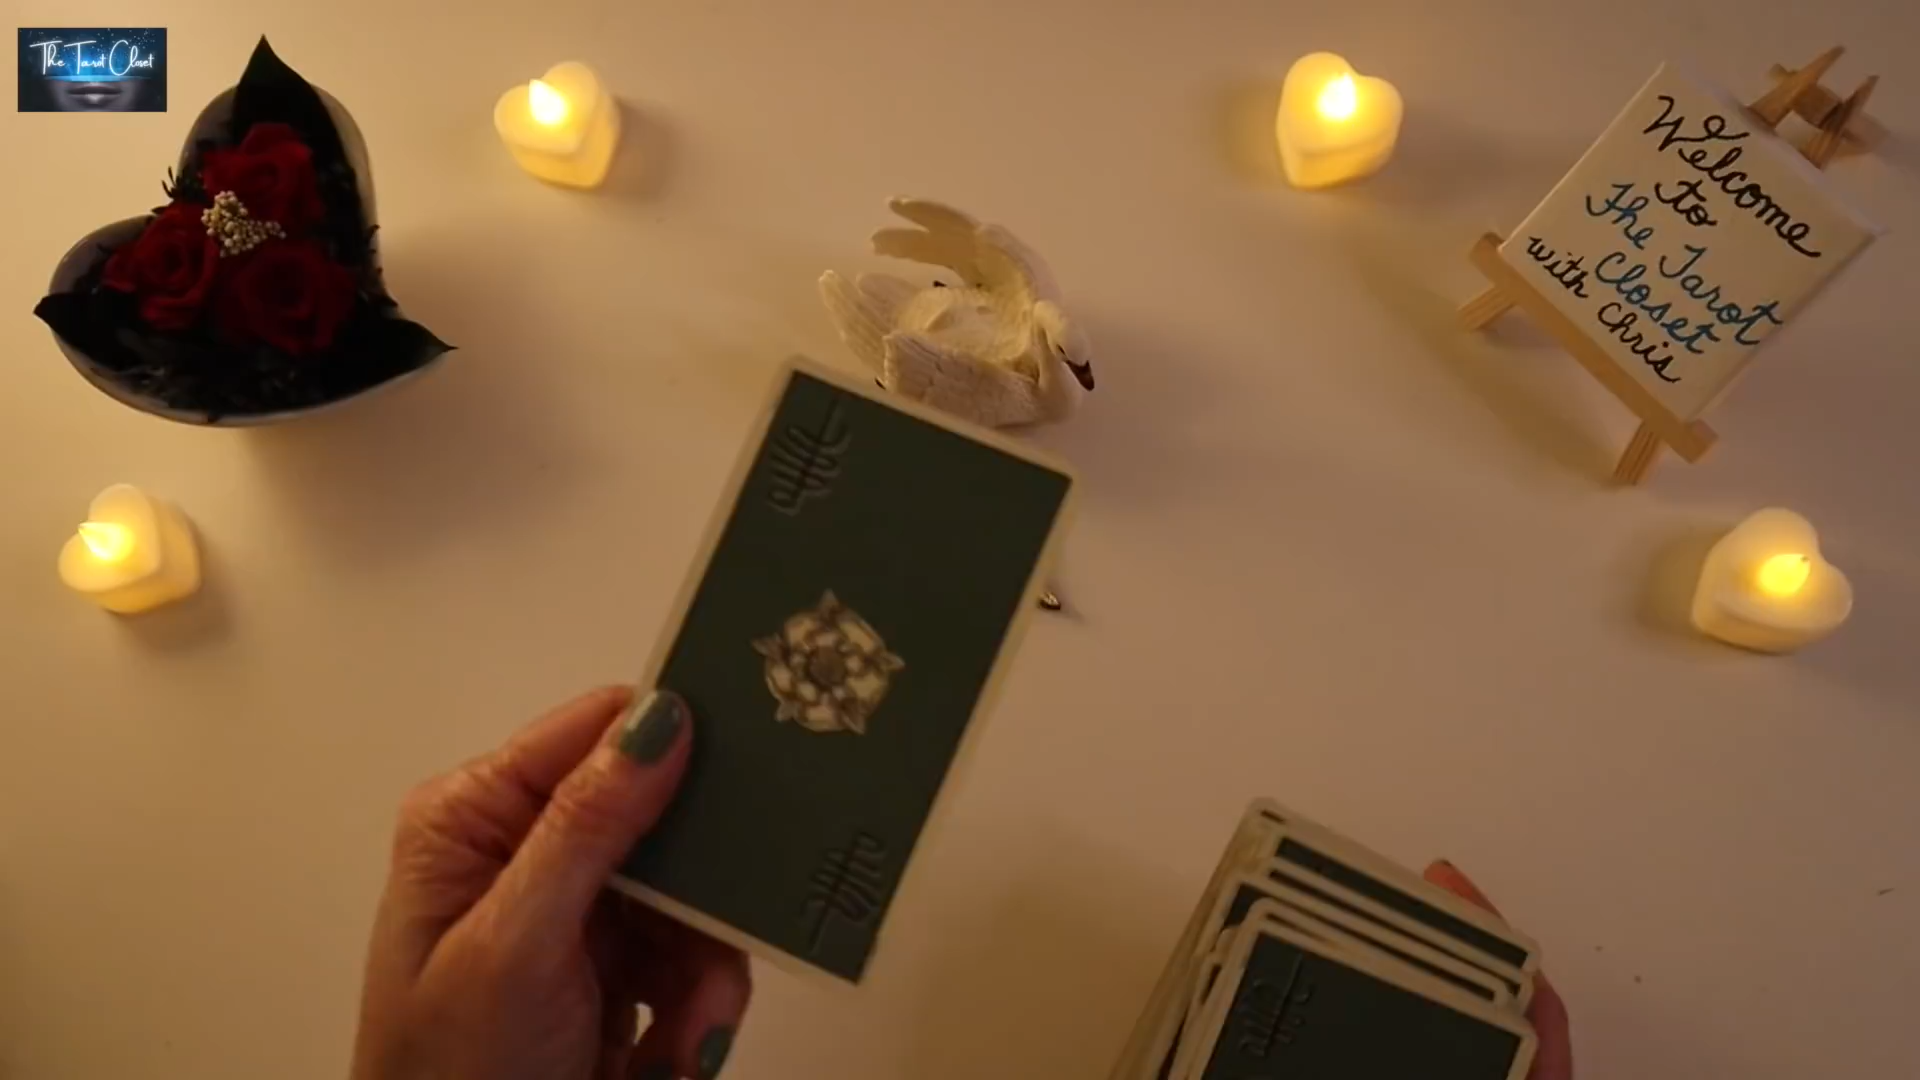 The Tarot Closet
Welcome
to
The Tarot
Closet
with Chris